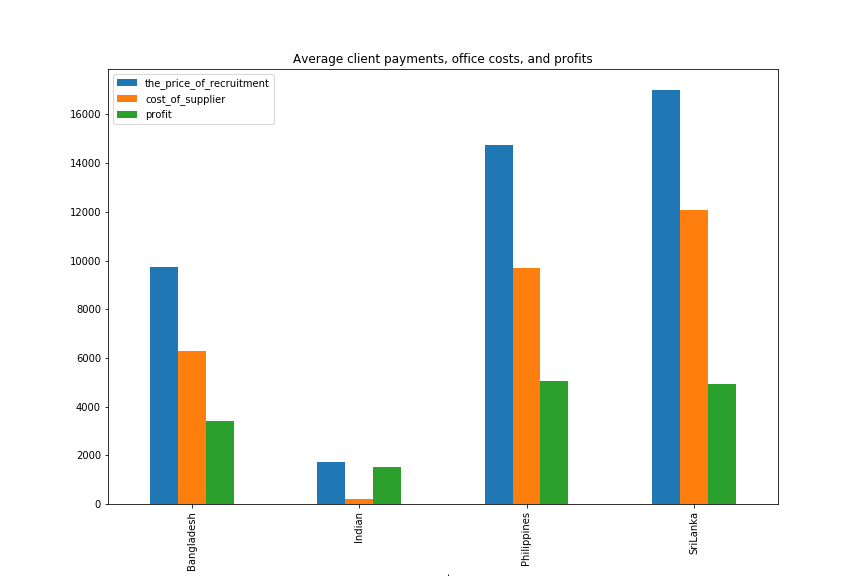 Average client payments, office costs, and profits
the_price_of_recruitment
cost_of_supplier
profit
16000
14000
12000
10000
8000
6000
4000
2000
0
Bangladesh
Indian
Philippines
SriLanka
.